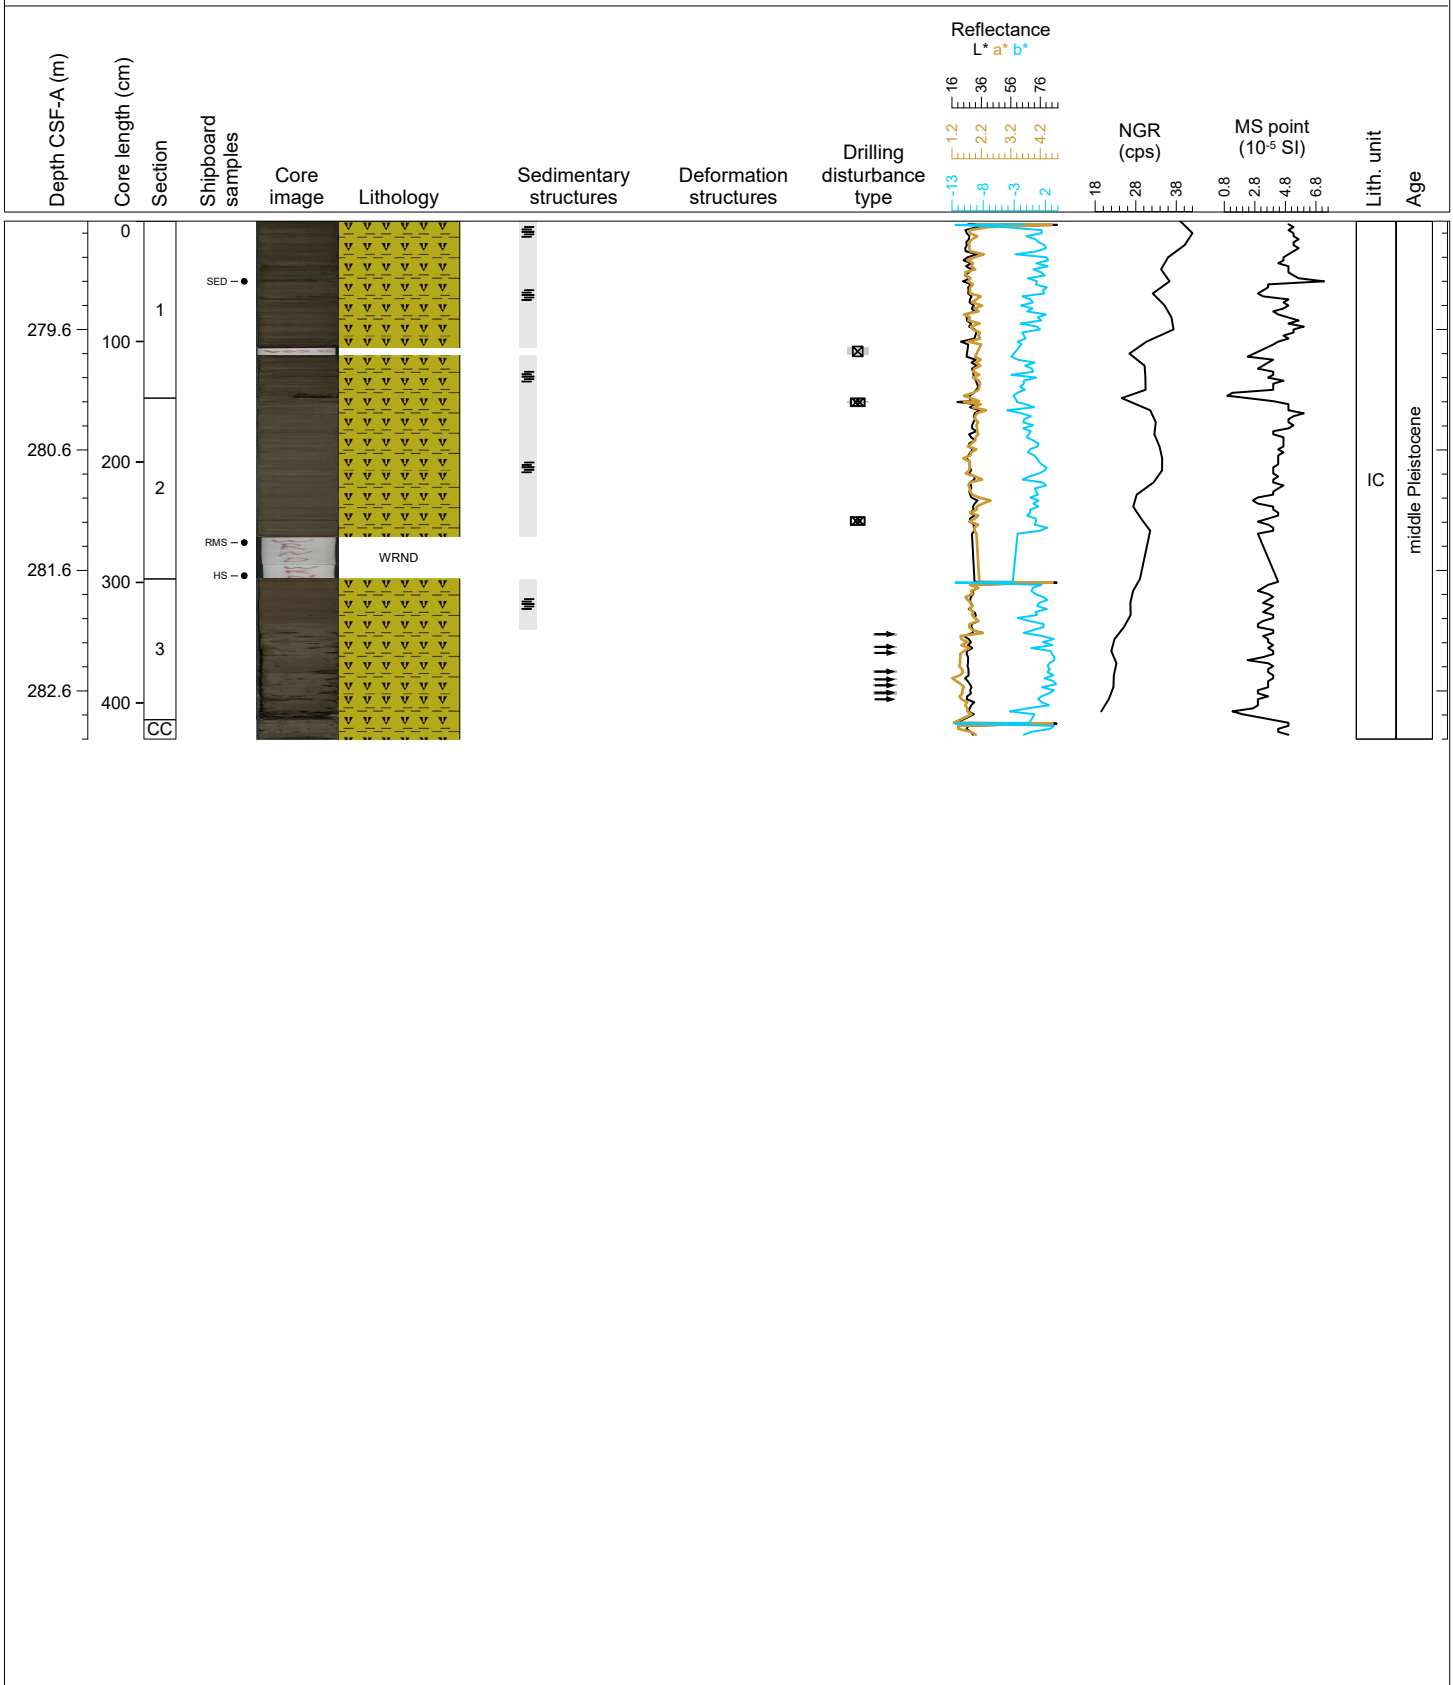 Depth CSF-A (m)
Core length (cm)
Section
Shipboard
samples
Core
image
Lithology
Sedimentary
structures
Deformation
structures
Drilling
disturbance
type
Reflectance
L* a* b*
16 36 56 76
1.2 2.2 3.2 4.2
-13 -8 -3 2
NGR
(cps)
18 28 38
MS point
(10-5 SI)
0.8 2.8 4.8 6.8
Lith. unit
Age
0
SED
1
279.6
100
280.6
200
2
IC
middle Pleistocene
RMS
WRND
281.6
HS
300
3
282.6
400
CC